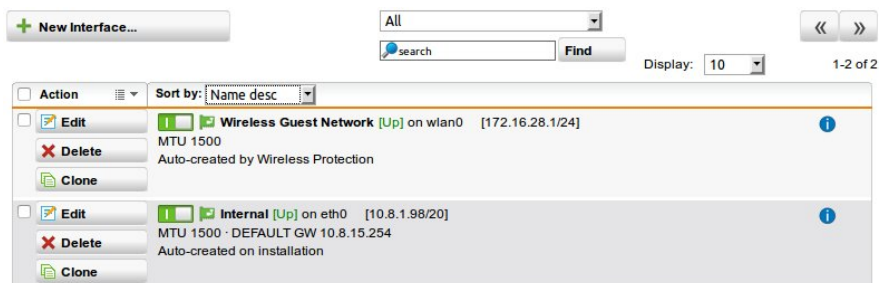 New Interface...
All
search
Find
Display: 10
1-2 of 2
Action
Sort by: Name desc
Edit
Wireless Guest Network [Up] on wlan0 [172.16.28.1/24]
Delete
MTU 1500
Auto-created by Wireless Protection
Clone
Edit
Internal [Up] on eth0 [10.8.1.98/20]
Delete
MTU 1500 · DEFAULT GW 10.8.15.254
Auto-created on installation
Clone